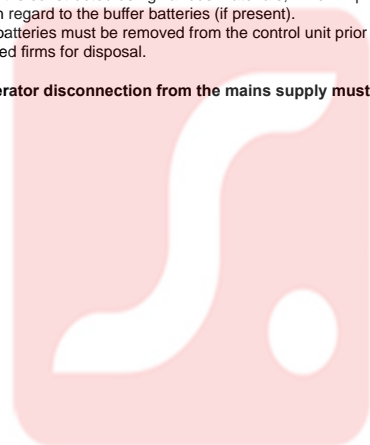 n regard to the buffer batteries (if present).
batteries must be removed from the control unit prior
ed firms for disposal.
erator disconnection from the mains supply must